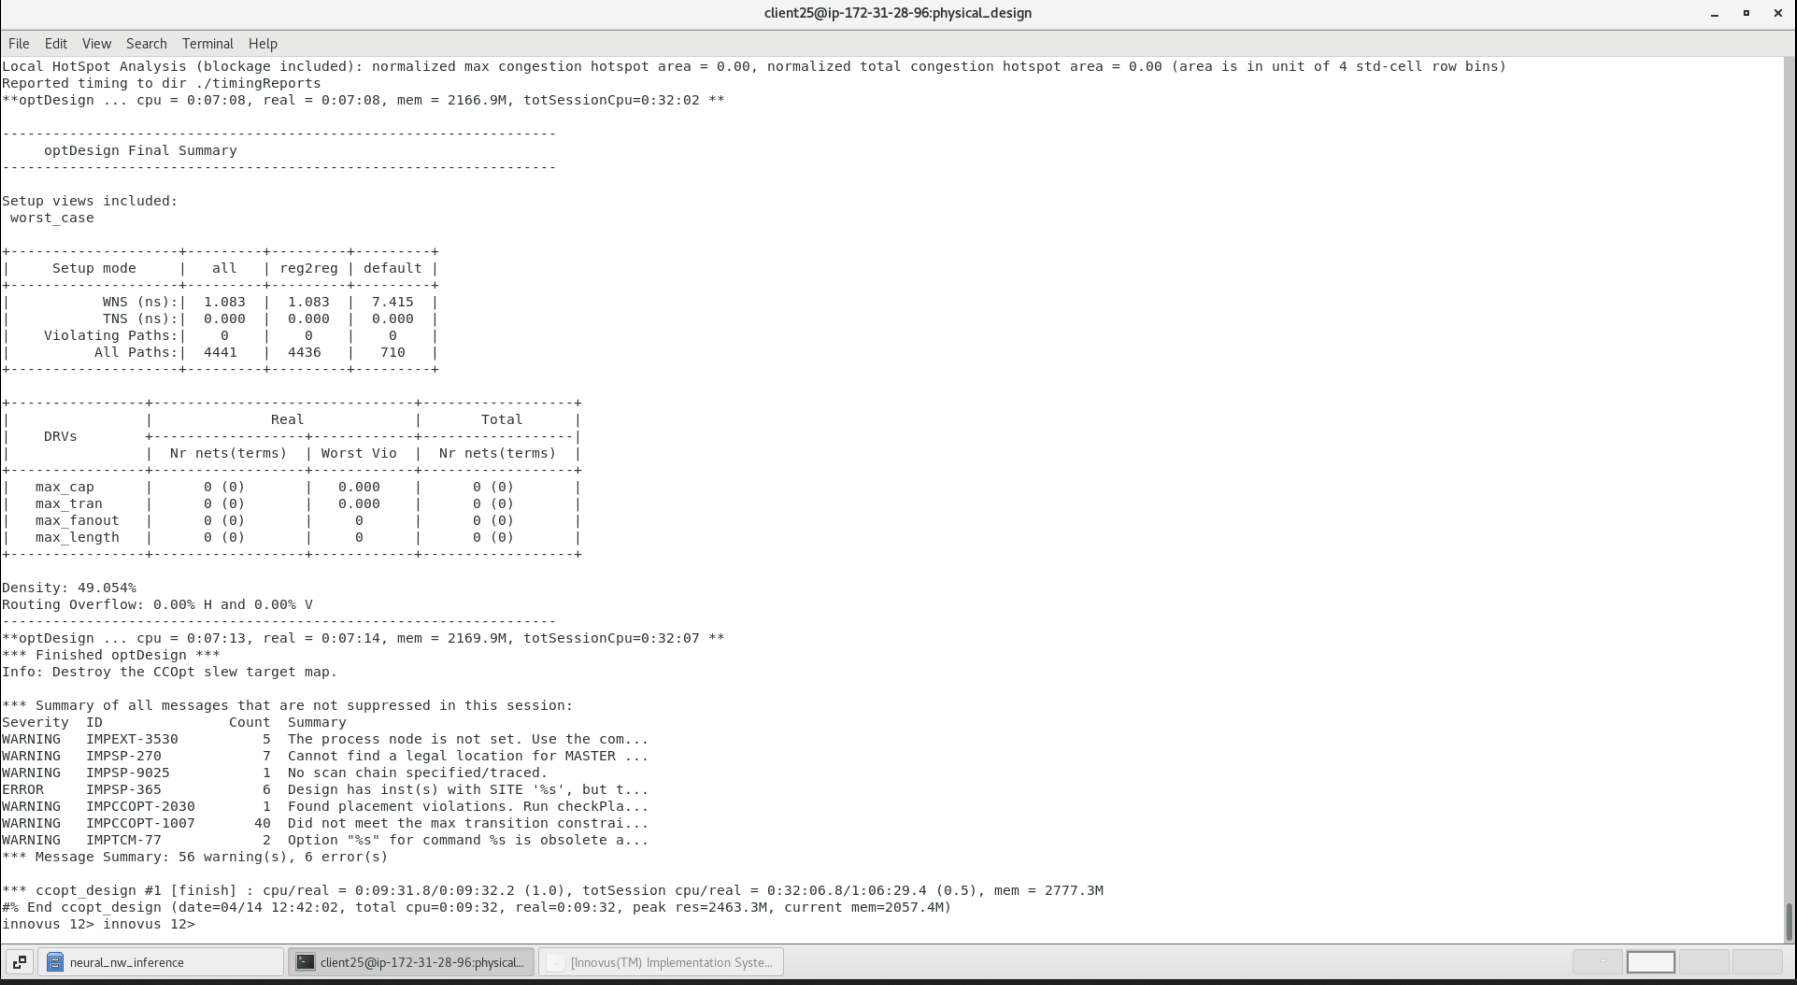 client25@ip-172-31-28-96:physical_design
File Edit View Search Terminal Help
Local HotSpot Analysis (blockage included): normalized max congestion hotspot area = 0.00, normalized total congestion hotspot area = 0.00 (area is in unit of 4 std-cell row bins)
Reported timing to dir ./timingReports
**optDesign ... cpu = 0:07:08, real = 0:07:08, mem = 2166.9M, totSessionCpu=0:32:02 **
------------------------------------------------------------------
     optDesign Final Summary
------------------------------------------------------------------
Setup views included:
 worst_case
+--------------------+---------+---------+---------+
|     Setup mode     |   all   | reg2reg | default |
+--------------------+---------+---------+---------+
|           WNS (ns):|  1.083  |  1.083  |  7.415  |
|           TNS (ns):|  0.000  |  0.000  |  0.000  |
|    Violating Paths:|    0    |    0    |    0    |
|          All Paths:|  4441   |  4436   |   710   |
+--------------------+---------+---------+---------+
+----------------+-------------------------------+------------------+
|                |              Real             |       Total      |
|    DRVs        +------------------+------------+------------------|
|                |  Nr nets(terms)  | Worst Vio  |  Nr nets(terms)  |
+----------------+------------------+------------+------------------+
|   max_cap      |      0 (0)       |   0.000    |      0 (0)       |
|   max_tran     |      0 (0)       |   0.000    |      0 (0)       |
|   max_fanout   |      0 (0)       |     0      |      0 (0)       |
|   max_length   |      0 (0)       |     0      |      0 (0)       |
+----------------+------------------+------------+------------------+
Density: 49.054%
Routing Overflow: 0.00% H and 0.00% V
------------------------------------------------------------------
**optDesign ... cpu = 0:07:13, real = 0:07:14, mem = 2169.9M, totSessionCpu=0:32:07 **
*** Finished optDesign ***
Info: Destroy the CCOpt slew target map.
*** Summary of all messages that are not suppressed in this session:
Severity  ID               Count  Summary
WARNING   IMPEXT-3530          5  The process node is not set. Use the com...
WARNING   IMPSP-270            7  Cannot find a legal location for MASTER ...
WARNING   IMPSP-9025           1  No scan chain specified/traced.
ERROR     IMPSP-365            6  Design has inst(s) with SITE '%s', but t...
WARNING   IMPCCOPT-2030        1  Found placement violations. Run checkPla...
WARNING   IMPCCOPT-1007       40  Did not meet the max transition constrai...
WARNING   IMPTCM-77            2  Option "%s" for command %s is obsolete a...
*** Message Summary: 56 warning(s), 6 error(s)
*** ccopt_design #1 [finish] : cpu/real = 0:09:31.8/0:09:32.2 (1.0), totSession cpu/real = 0:32:06.8/1:06:29.4 (0.5), mem = 2777.3M
#% End ccopt_design (date=04/14 12:42:02, total cpu=0:09:32, real=0:09:32, peak res=2463.3M, current mem=2057.4M)
innovus 12> innovus 12>
neural_nw_inference
client25@ip-172-31-28-96:physical...
[Innovus(TM) Implementation Syste...